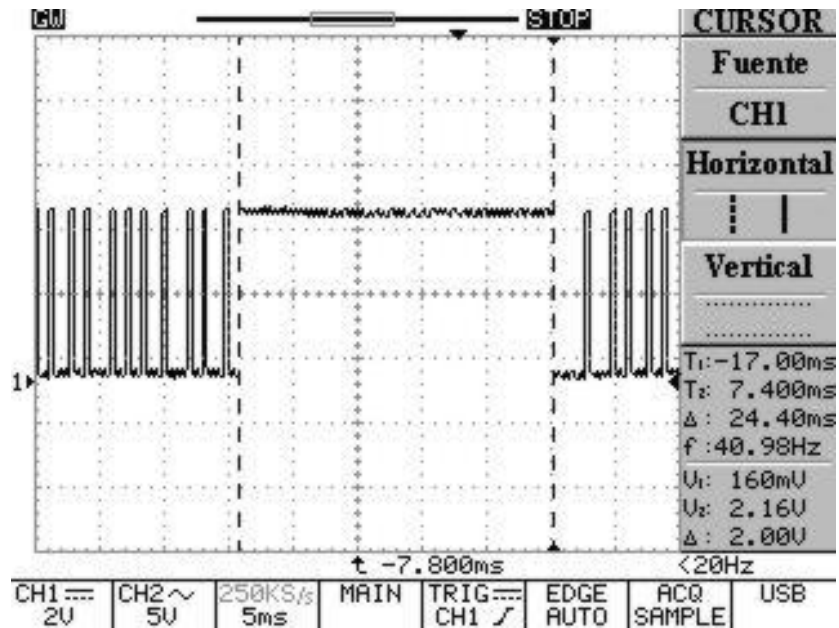 GW STOP CURSOR
Fuente
CH1
Horizontal
Vertical
1
T₁:-17.00ms
T₂: 7.400ms
Δ : 24.40ms
f :40.98Hz
V₁: 160mV
V₂: 2.16V
Δ : 2.00V
t -7.800ms <20Hz
CH1 CH2 250KS/s MAIN TRIG EDGE ACQ USB
2V 5V 5ms CH1 AUTO SAMPLE